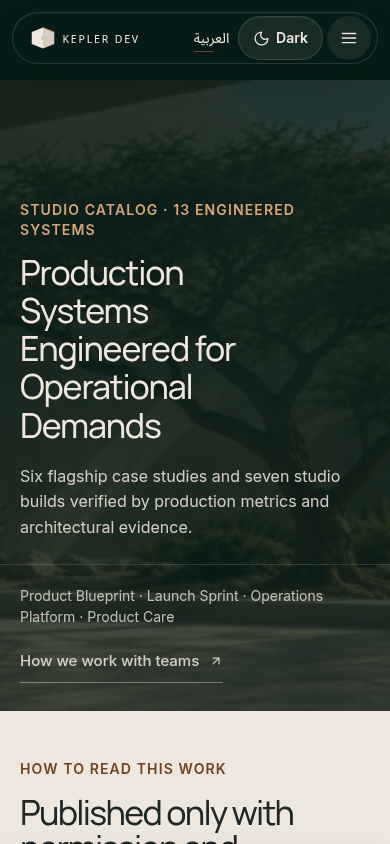 KEPLER DEV
العربية
Dark
STUDIO CATALOG · 13 ENGINEERED
SYSTEMS
Production
Systems
Engineered for
Operational
Demands
Six flagship case studies and seven studio
builds verified by production metrics and
architectural evidence.
Product Blueprint · Launch Sprint · Operations
Platform · Product Care
How we work with teams
HOW TO READ THIS WORK
Published only with
permission and